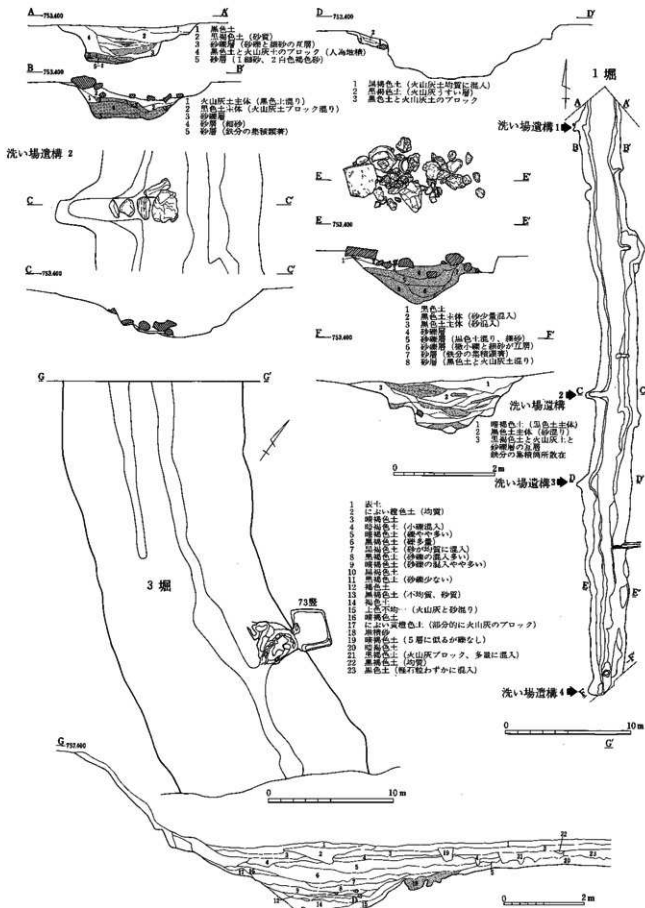 A 753.400 A′
1 黒色土
2 黒褐色土（砂質）
3 砂礫層（砂礫と細砂の互層）
4 黒色土と火山灰土のブロック（人為堆積）
5 砂層（1細砂、2白色褐色砂）
B 753.400 B′
1 火山灰土主体（黒色土混り）
2 黒色土主体（火山灰土ブロック混り）
3 砂礫層
4 砂層（細砂）
5 砂層（鉄分の集積顕著）
洗い場遺構 2
C C′
C 753.400 C′
D 753.400 D′
1 黒褐色土（火山灰土均質に混入）
2 黒褐色土（火山灰うすい層）
3 黒色土と火山灰土のブロック
E E′
E 753.400 E′
1 黒色土
2 黒色土主体（砂少量混入）
3 黒色土主体（砂混入）
4 砂礫層
5 砂礫層（黒色土混り、細砂）
6 砂礫層（微小礫と細砂が互層）
7 砂層（鉄分の集積顕著）
8 砂層（黒色土と火山灰土混り）
F 753.400 F′
1 暗褐色土（黒色土主体）
2 黒色土主体（砂混り）
3 黒褐色土と火山灰土と
砂礫層の互層
鉄分の集積箇所散在
0 2m
1 堀
A A′
洗い場遺構1
B B′
2 C C′
洗い場遺構
洗い場遺構3 D D′
E E′
洗い場遺構4
0 10m
G G′
3 堀
73竪
1 表土
2 にぶい橙色土（均質）
3 暗褐色土
4 暗褐色土（小礫混入）
5 暗褐色土（礫やや多い）
6 黒褐色土（礫多量）
7 黒褐色土（砂が均質に混入）
8 黒褐色土（砂礫の混入多い）
9 暗褐色土（砂礫の混入やや多い）
10 黒褐色土
11 黒褐色土（砂礫少ない）
12 褐色土
13 黒褐色土（不均質、砂質）
14 褐色土
15 土色不均一（火山灰と砂混り）
16 暗褐色土
17 にぶい黄橙色土（部分的に火山灰のブロック）
18 堆積砂
19 暗褐色土（5層に似るが礫なし）
20 暗褐色土
21 黒褐色土（火山灰ブロック、多量に混入）
22 黒褐色土（均質）
23 黒色土（軽石粒わずかに混入）
0 10m
G′
G 757.400
0 2m